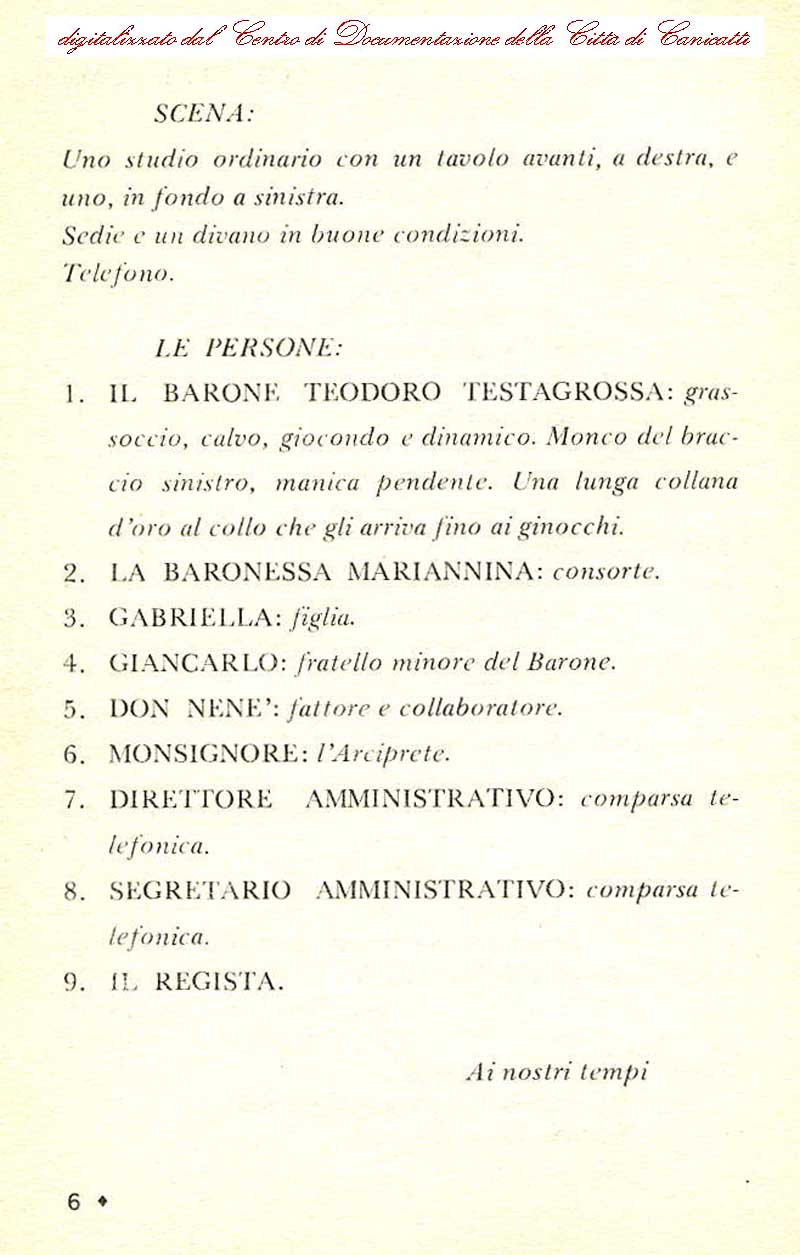 digitalizzato dal Centro di Documentazione della Città di Canicattì
SCENA:
Uno studio ordinario con un tavolo avanti, a destra, e
uno, in fondo a sinistra.
Sedie e un divano in buone condizioni.
Telefono.
LE PERSONE:
1. IL BARONE TEODORO TESTAGROSSA: gras-
soccio, calvo, giocondo e dinamico. Monco del brac-
cio sinistro, manica pendente. Una lunga collana
d'oro al collo che gli arriva fino ai ginocchi.
2. LA BARONESSA MARIANNINA: consorte.
3. GABRIELLA: figlia.
4. GIANCARLO: fratello minore del Barone.
5. DON NENE': fattore e collaboratore.
6. MONSIGNORE: l'Arciprete.
7. DIRETTORE AMMINISTRATIVO: comparsa te-
lefonica.
8. SEGRETARIO AMMINISTRATIVO: comparsa te-
lefonica.
9. IL REGISTA.
Ai nostri tempi
6 ♦